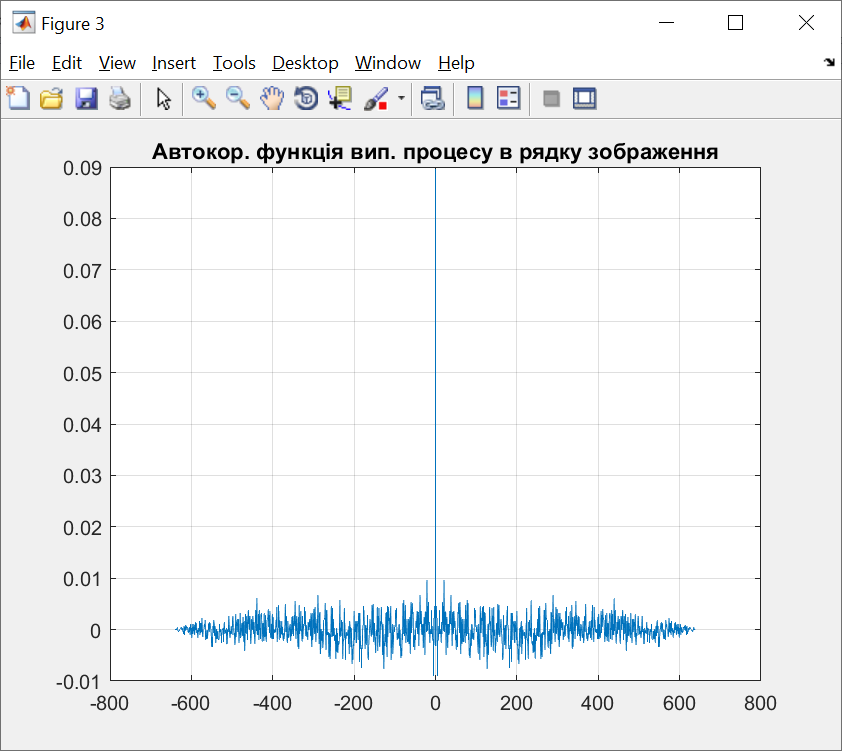 Figure 3
File Edit View Insert Tools Desktop Window Help
Автокор. функція вип. процесу в рядку зображення
0.09
0.08
0.07
0.06
0.05
0.04
0.03
0.02
0.01
0
-0.01
-800 -600 -400 -200 0 200 400 600 800